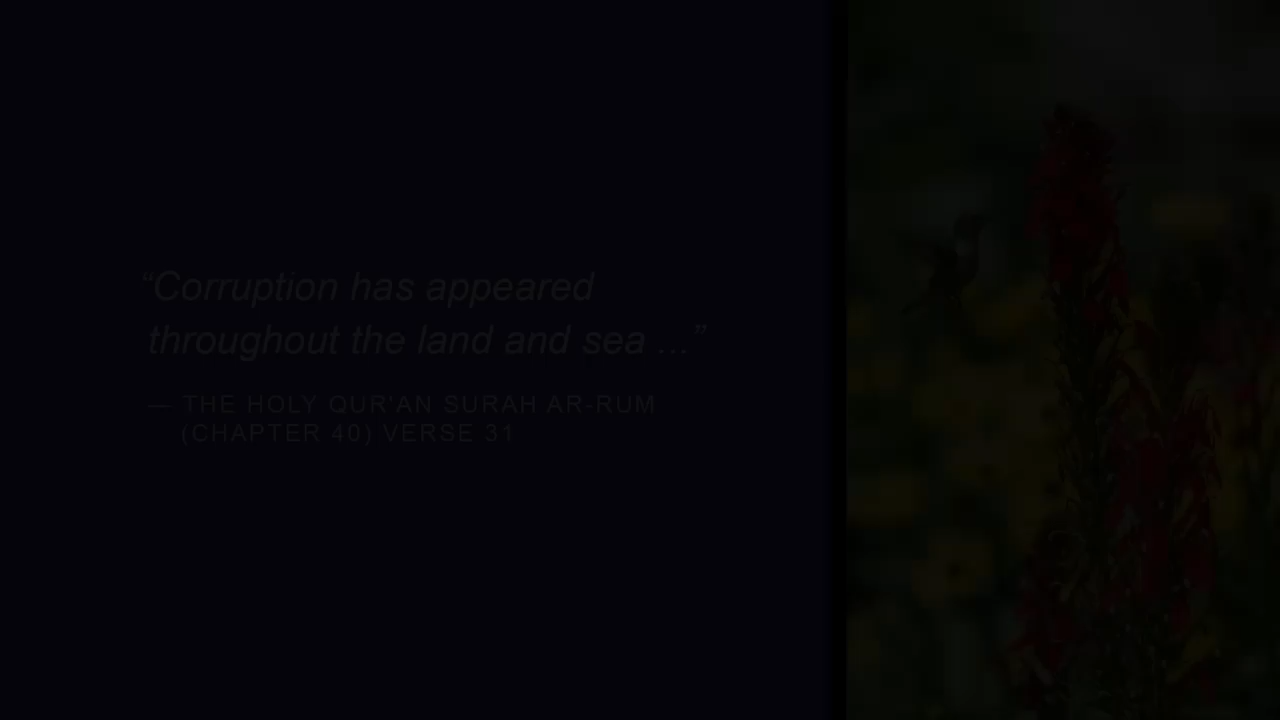 “Corruption has appeared
throughout the land and sea ...”
— THE HOLY QUR'AN SURAH AR-RUM
(CHAPTER 40) VERSE 31